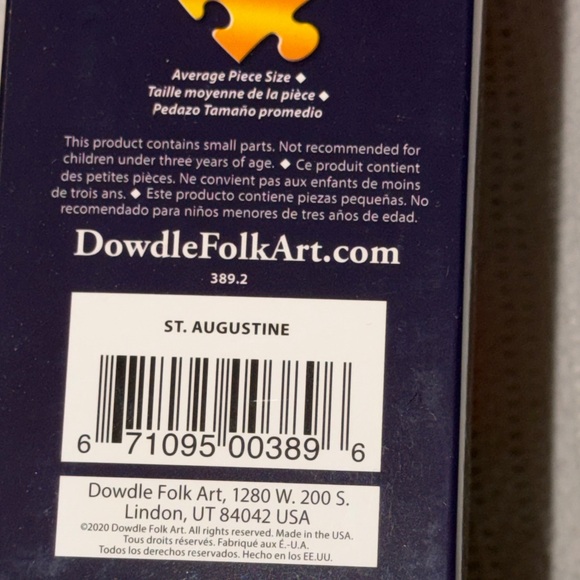 Average Piece Size ◆
Taille moyenne de la pièce ◆
Pedazo Tamaño promedio
This product contains small parts. Not recommended for
children under three years of age. ◆ Ce produit contient
des petites pièces. Ne convient pas aux enfants de moins
de trois ans. ◆ Este producto contiene piezas pequeñas. No
recomendado para niños menores de tres años de edad.
DowdleFolkArt.com
389.2
ST. AUGUSTINE
6 71095 00389 6
Dowdle Folk Art, 1280 W. 200 S.
Lindon, UT 84042 USA
©2020 Dowdle Folk Art. All rights reserved. Made in the USA.
Tous droits réservés. Fabriqué aux É.-U.A.
Todos los derechos reservados. Hecho en los EE.UU.